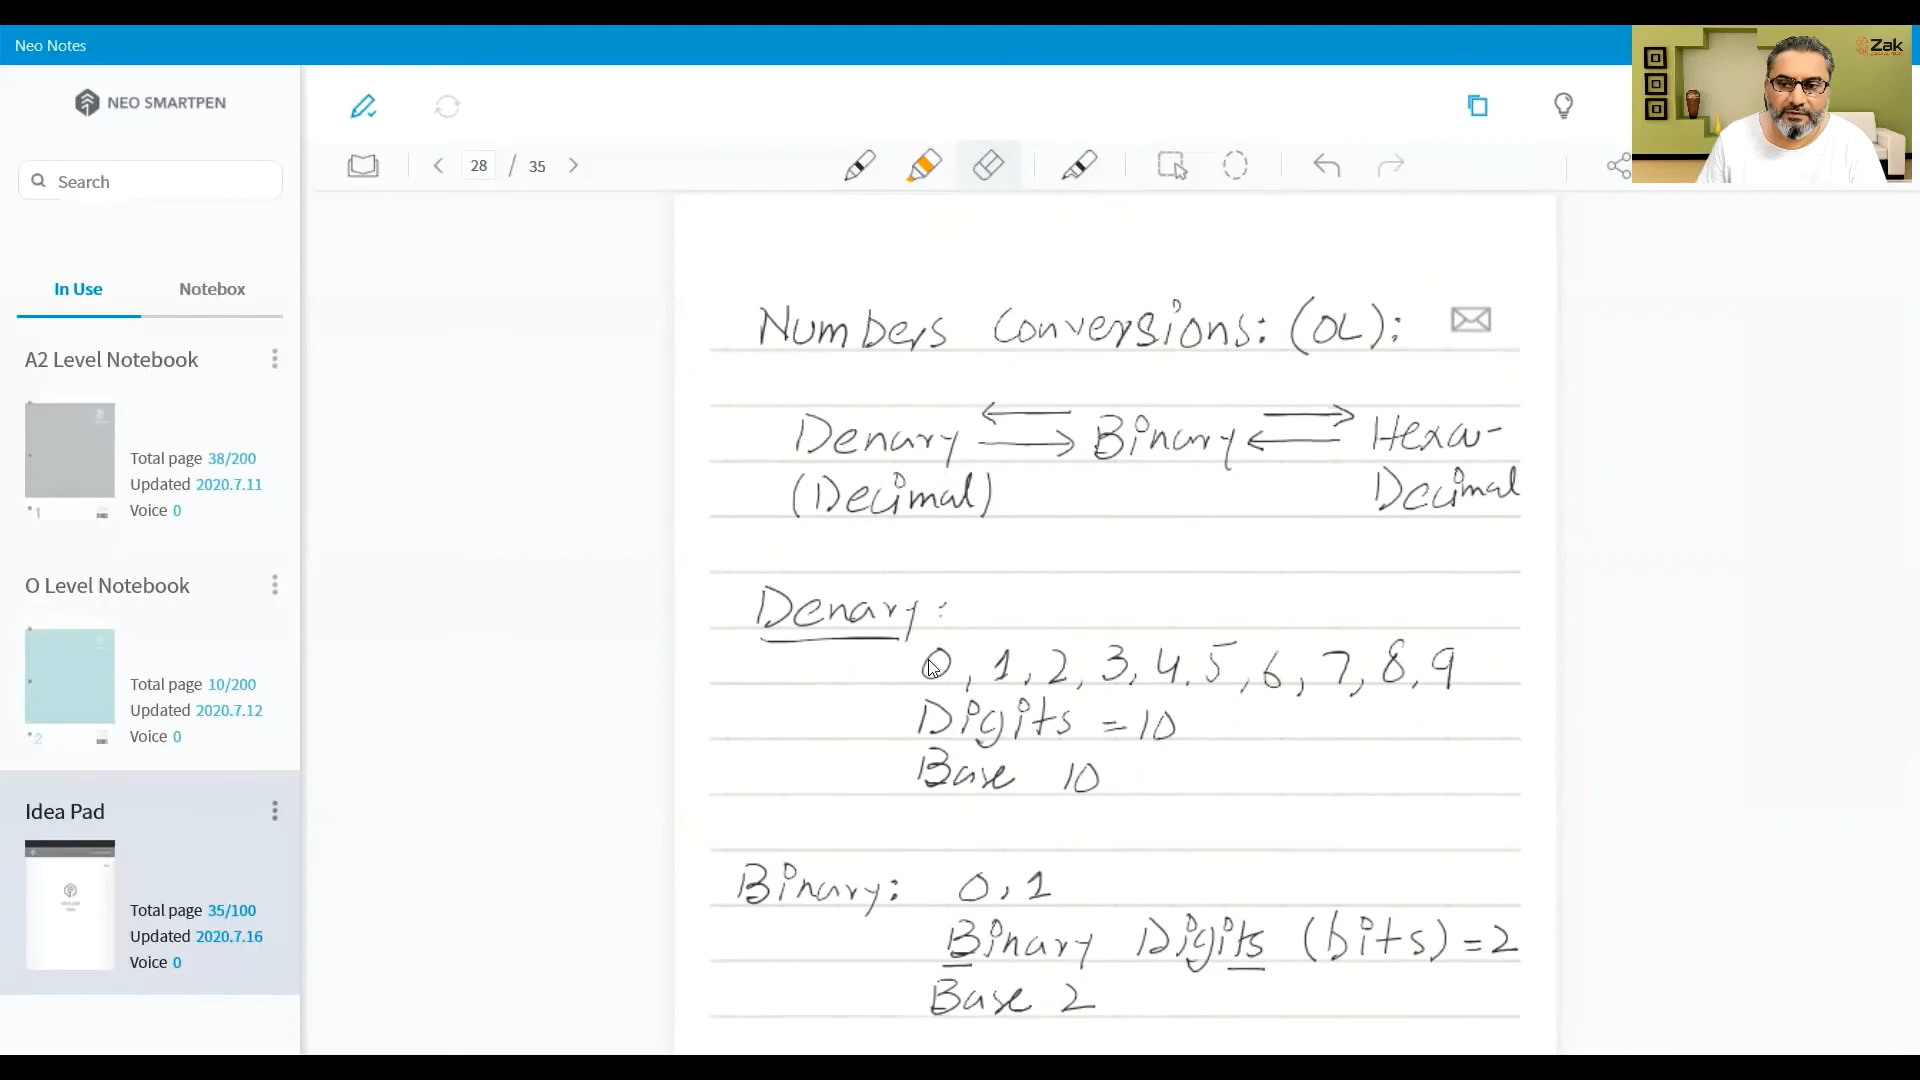 Neo Notes
Zak
NEO SMARTPEN
28 / 35
Search
In Use Notebox
A2 Level Notebook
Total page 38/200
Updated 2020.7.11
Voice 0
1
O Level Notebook
Total page 10/200
Updated 2020.7.12
Voice 0
2
Idea Pad
Total page 35/100
Updated 2020.7.16
Voice 0
Numbers Conversions: (OL):
Denary Binary Hexa-
(Decimal) Decimal
Denary:
0, 1, 2, 3, 4, 5, 6, 7, 8, 9
Digits = 10
Base 10
Binary: 0, 1
Binary Digits (bits) = 2
Base 2